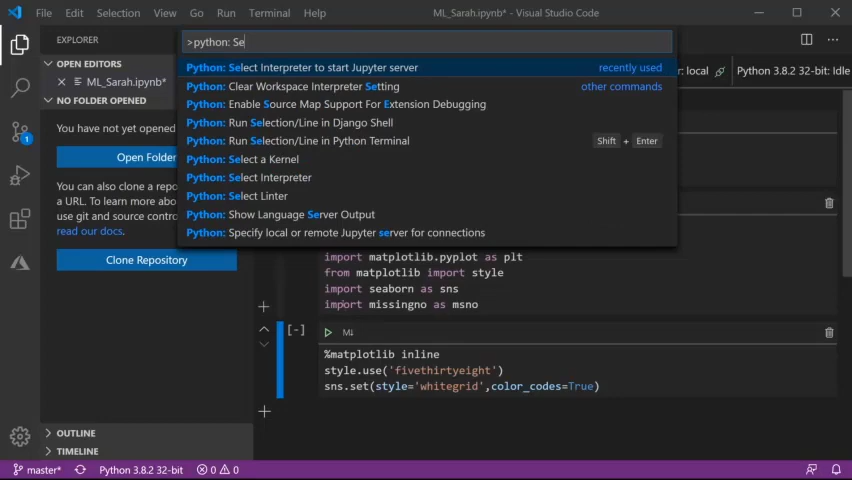 File Edit Selection View Go Run Terminal Help ML_Sarah.ipynb* - Visual Studio Code
EXPLORER
>python: Se
OPEN EDITORS
ML_Sarah.ipynb*
NO FOLDER OPENED
You have not yet opened
Open Folder
You can also clone a repo
a URL. To learn more abou
use git and source contro
read our docs.
Clone Repository
Python: Select Interpreter to start Jupyter server recently used
Python: Clear Workspace Interpreter Setting other commands
Python: Enable Source Map Support For Extension Debugging
Python: Run Selection/Line in Django Shell
Python: Run Selection/Line in Python Terminal Shift + Enter
Python: Select a Kernel
Python: Select Interpreter
Python: Select Linter
Python: Show Language Server Output
Python: Specify local or remote Jupyter server for connections
er: local Python 3.8.2 32-bit: Idle
import matplotlib.pyplot as plt
from matplotlib import style
import seaborn as sns
import missingno as msno
[-] M↓
%matplotlib inline
style.use('fivethirtyeight')
sns.set(style='whitegrid',color_codes=True)
OUTLINE
TIMELINE
1
master* Python 3.8.2 32-bit 0 0